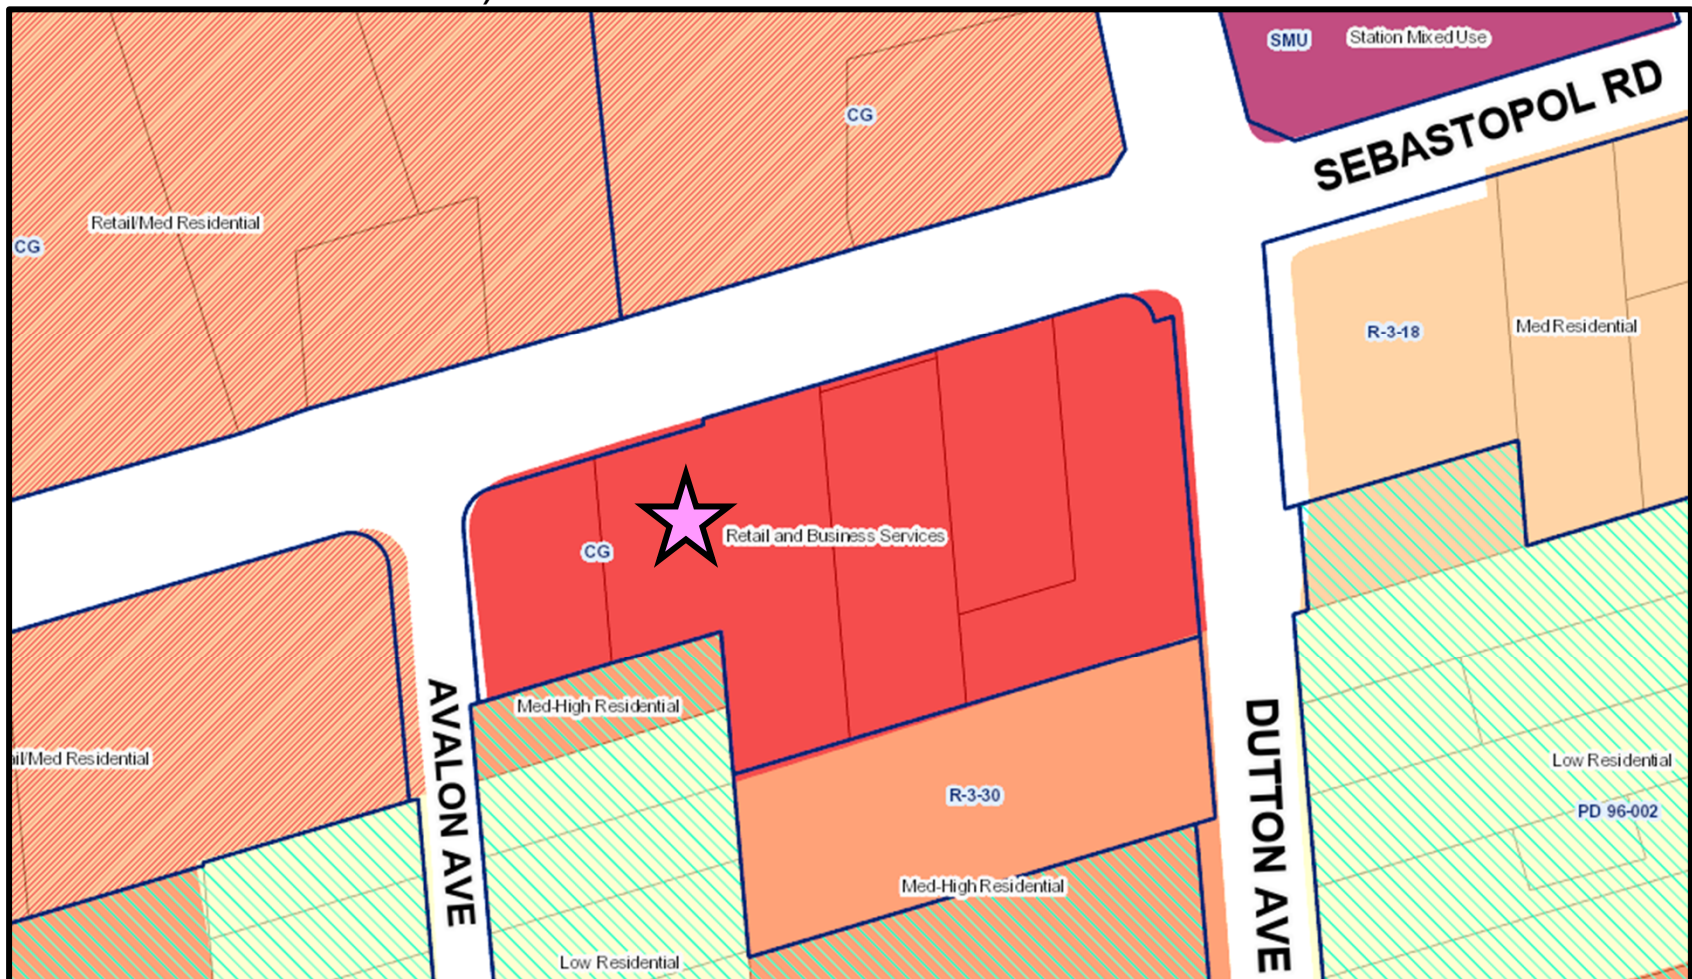 SMU
Station Mixed Use
SEBASTOPOL RD
CG
Retail/Med Residential
CG
R-3-18
Med Residential
CG
Retail and Business Services
Med-High Residential
AVALON AVE
DUTTON AVE
il/Med Residential
Low Residential
R-3-30
PD 96-002
Med-High Residential
Low Residential